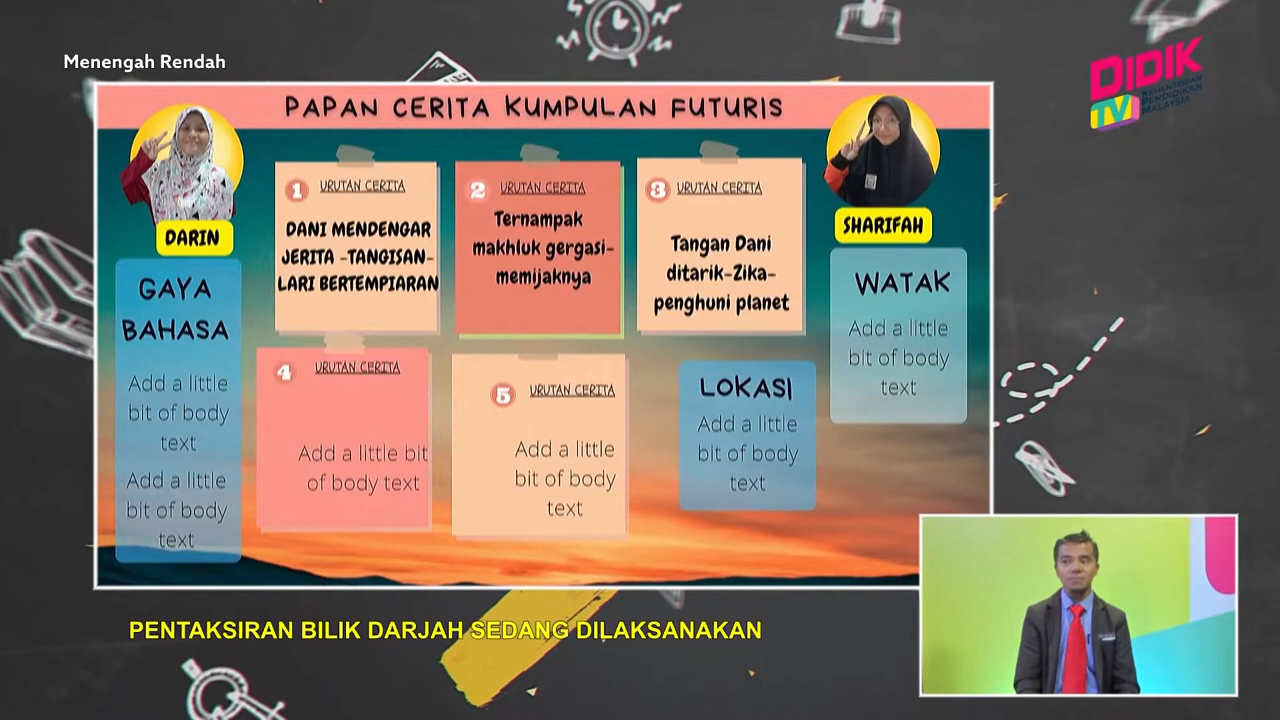 Menengah Rendah
DIDIK
TV
KEMENTERIAN
PENDIDIKAN
MALAYSIA
PAPAN CERITA KUMPULAN FUTURIS
DARIN
GAYA
BAHASA
Add a little
bit of body
text
Add a little
bit of body
text
1 URUTAN CERITA
DANI MENDENGAR
JERITA -TANGISAN-
LARI BERTEMPIARAN
2 URUTAN CERITA
Ternampak
makhluk gergasi-
memijaknya
3 URUTAN CERITA
Tangan Dani
ditarik-Zika-
penghuni planet
SHARIFAH
WATAK
Add a little
bit of body
text
4 URUTAN CERITA
Add a little bit
of body text
5 URUTAN CERITA
Add a little
bit of body
text
LOKASI
Add a little
bit of body
text
PENTAKSIRAN BILIK DARJAH SEDANG DILAKSANAKAN